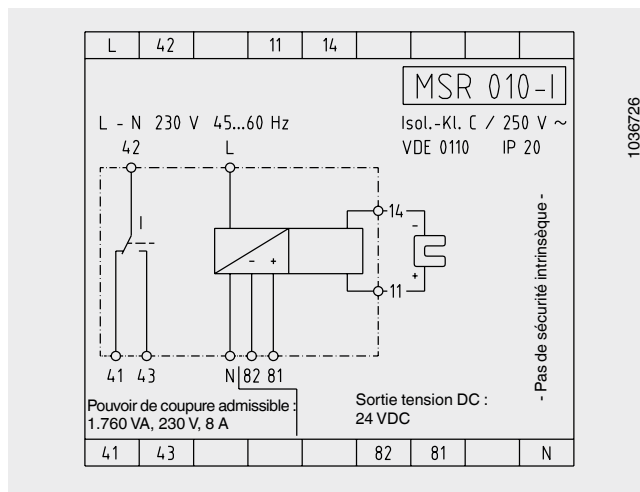 L 42 11 14
MSR 010-I
L - N 230 V 45...60 Hz
Isol.-Kl. C / 250 V ~
VDE 0110 IP 20
42 L
I
14
-
- +
+
11
41 43 N 82 81
Pouvoir de coupure admissible :
1.760 VA, 230 V, 8 A
Sortie tension DC :
24 VDC
- Pas de sécurité intrinsèque -
41 43 82 81 N
1036726